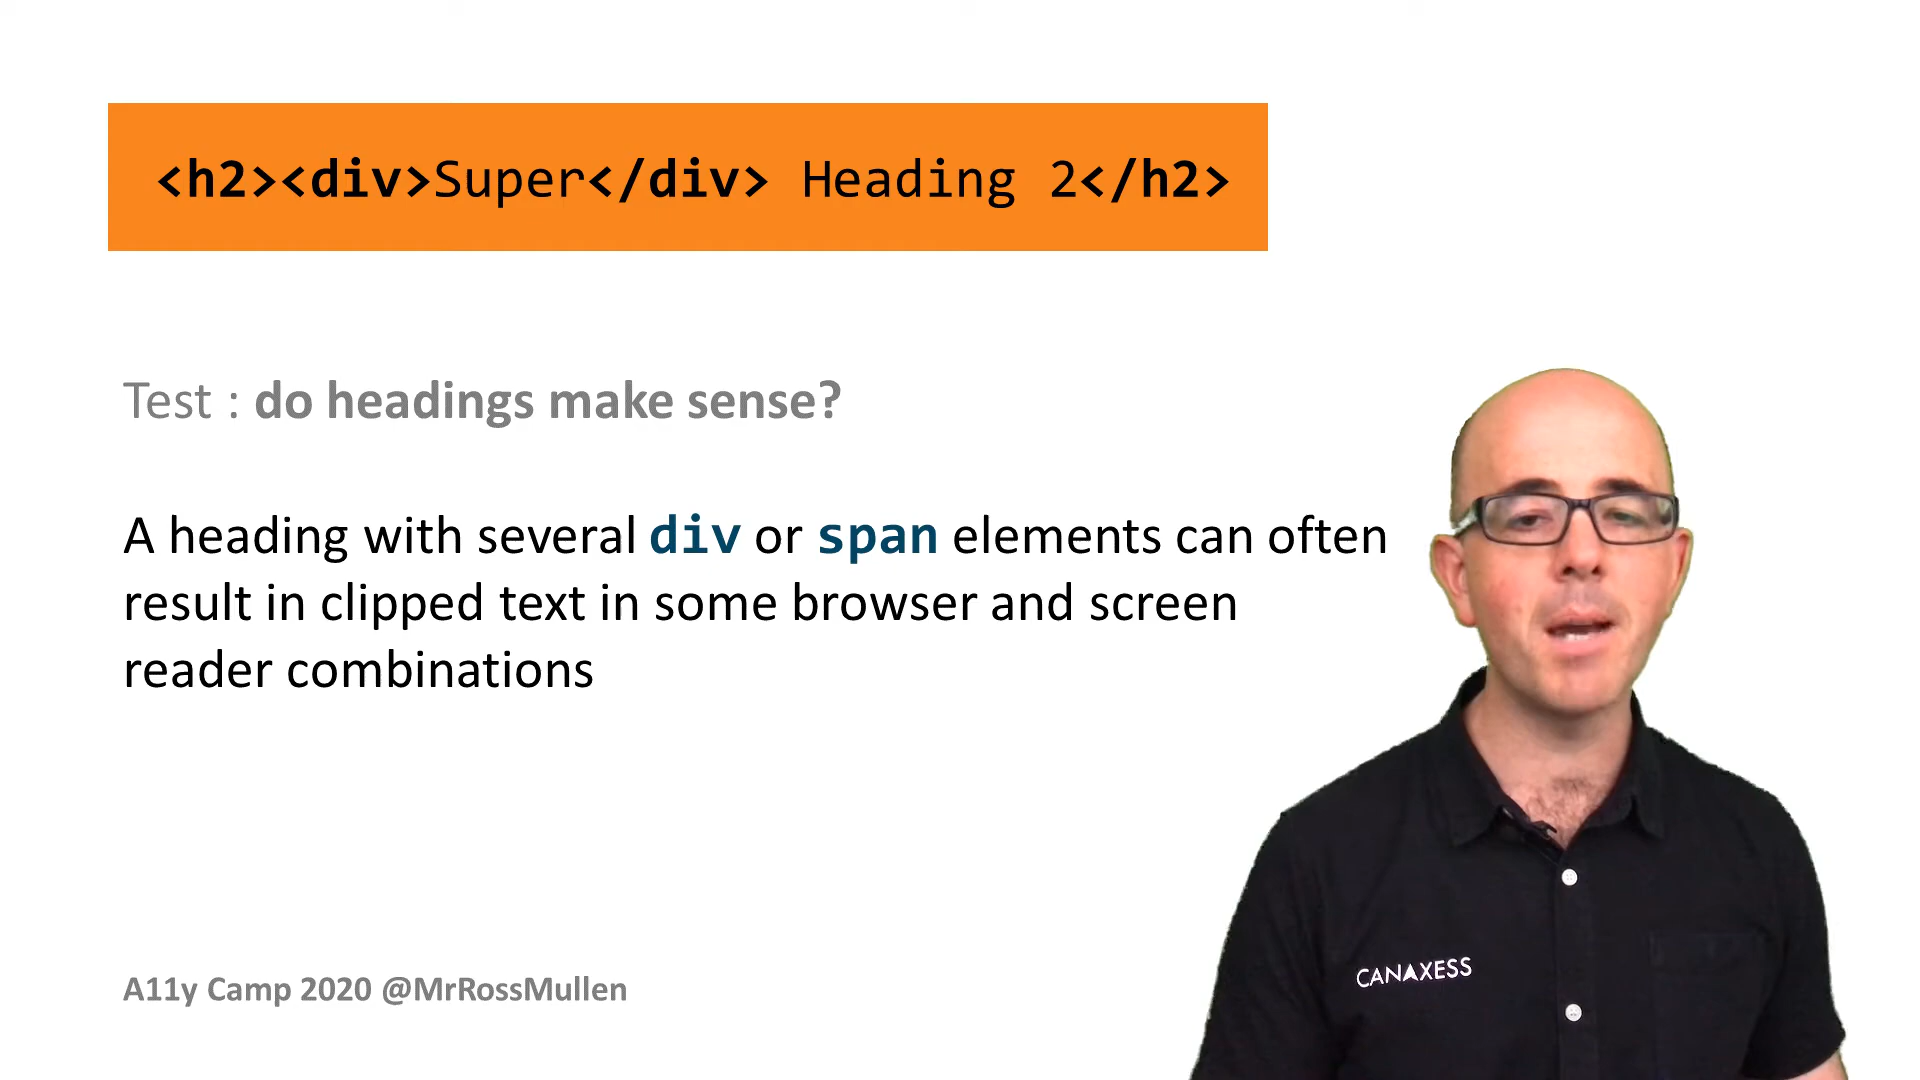 <h2><div>Super</div> Heading 2</h2>
Test : do headings make sense?
A heading with several div or span elements can often
result in clipped text in some browser and screen
reader combinations
CANAXESS
A11y Camp 2020 @MrRossMullen